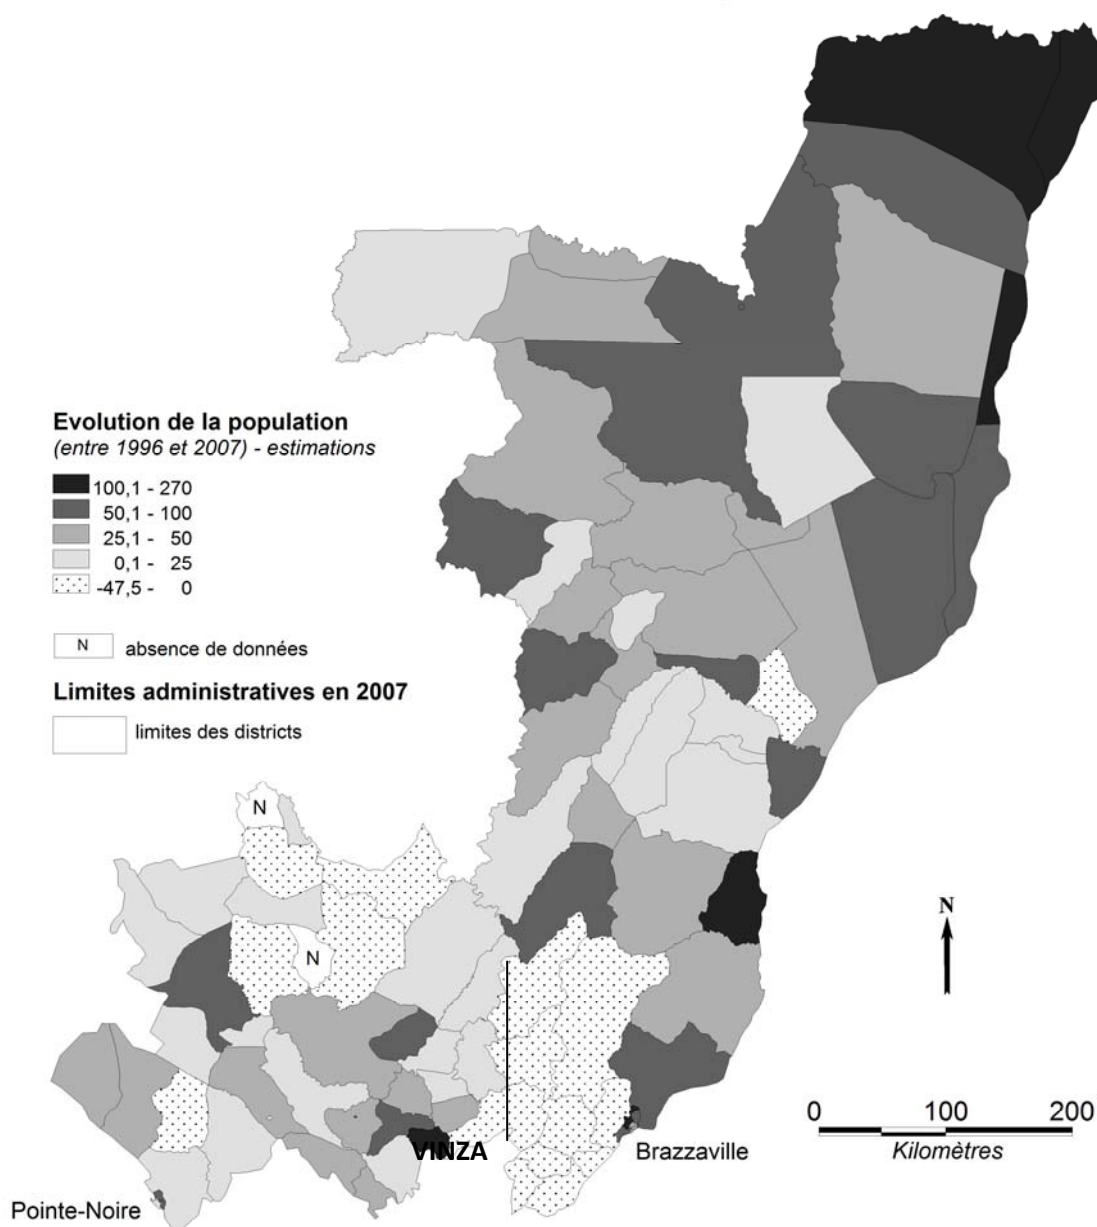 Evolution de la population
(entre 1996 et 2007) - estimations
100,1 - 270
50,1 - 100
25,1 - 50
0,1 - 25
-47,5 - 0
N absence de données
Limites administratives en 2007
limites des districts
N
N
N
0 100 200
Kilomètres
VINZA
Brazzaville
Pointe-Noire